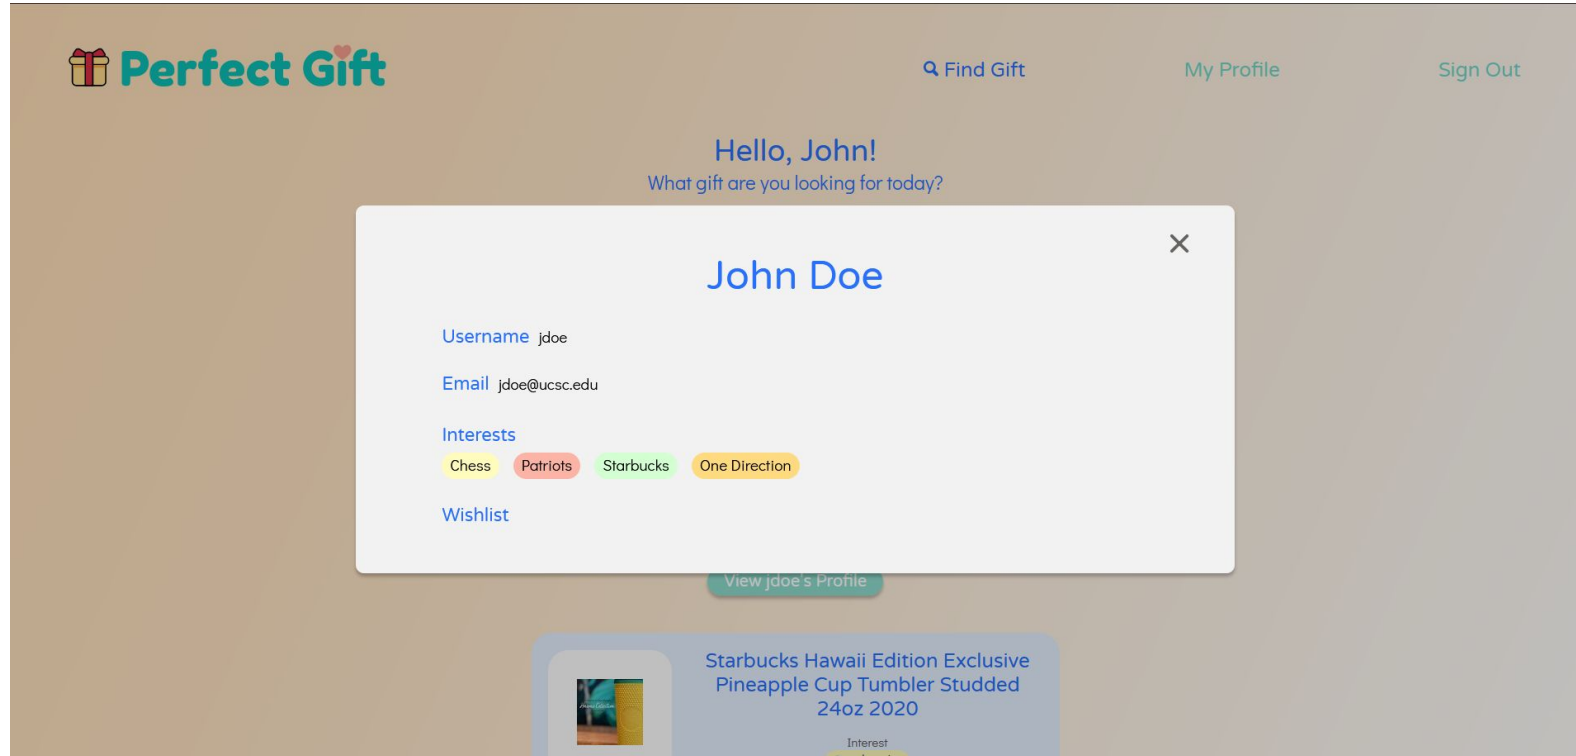 Perfect Gift
Find Gift
My Profile
Sign Out
Hello, John!
What gift are you looking for today?
John Doe
Username jdoe
Email jdoe@ucsc.edu
Interests
Chess Patriots Starbucks One Direction
Wishlist
View jdoe's Profile
Starbucks Hawaii Edition Exclusive
Pineapple Cup Tumbler Studded
24oz 2020
Interest